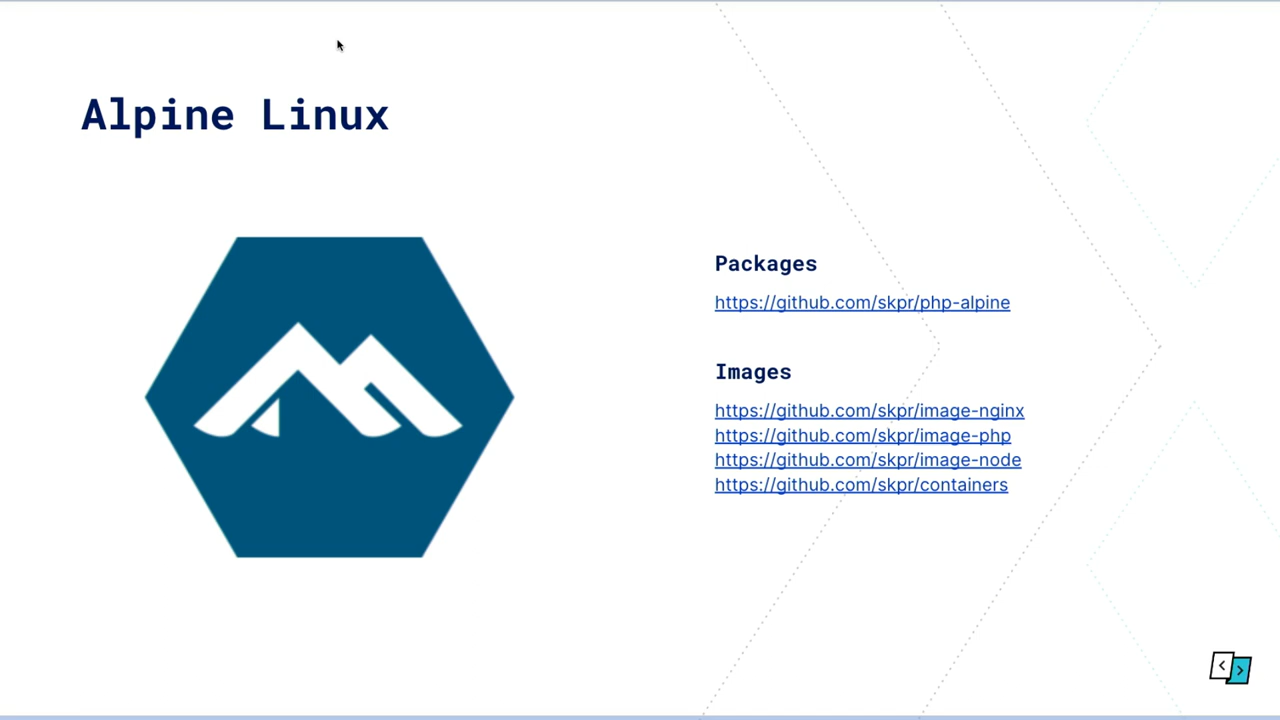 Alpine Linux
Packages
https://github.com/skpr/php-alpine
Images
https://github.com/skpr/image-nginx
https://github.com/skpr/image-php
https://github.com/skpr/image-node
https://github.com/skpr/containers